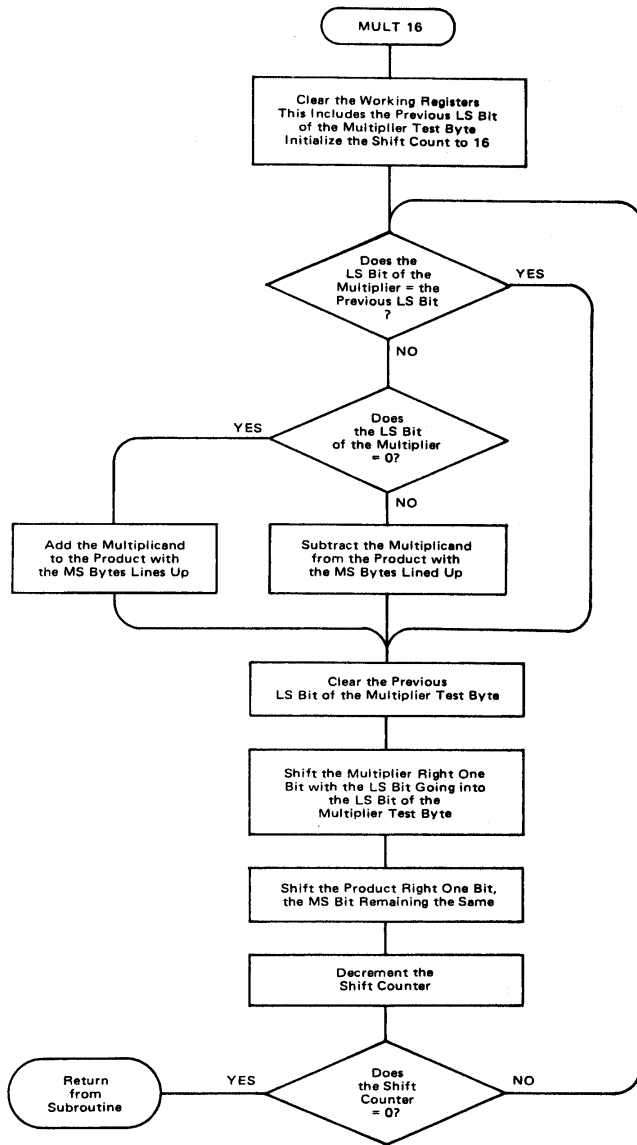 MULT 16
Clear the Working Registers
This Includes the Previous LS Bit
of the Multiplier Test Byte
Initialize the Shift Count to 16
Does the
LS Bit of the
Multiplier = the
Previous LS Bit
?
YES
NO
Does
the LS Bit
of the Multiplier
= 0?
YES
NO
Add the Multiplicand
to the Product with
the MS Bytes Lines Up
Subtract the Multiplicand
from the Product with
the MS Bytes Lined Up
Clear the Previous
LS Bit of the Multiplier Test Byte
Shift the Multiplier Right One
Bit with the LS Bit Going into
the LS Bit of the
Multiplier Test Byte
Shift the Product Right One Bit,
the MS Bit Remaining the Same
Decrement the
Shift Counter
Does
the Shift
Counter
= 0?
YES
NO
Return
from
Subroutine